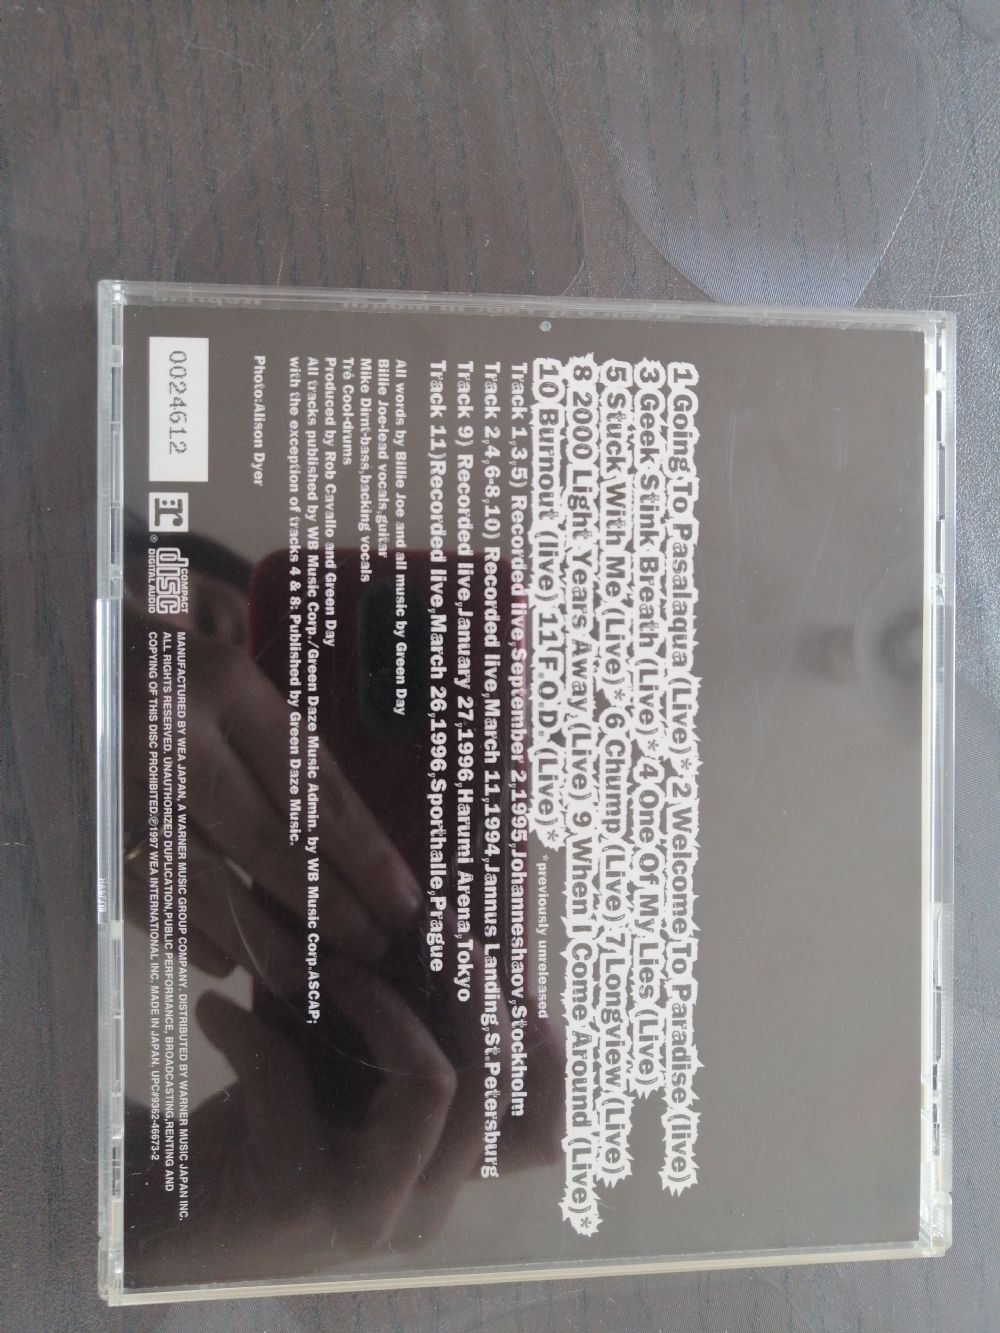 1 Going To Pasalaqua (Live)* 2 Welcome To Paradise (live)
3 Geek Stink Breath (Live)* 4 One Of My Lies (Live)
5 Stuck With Me (Live)* 6 Chump (Live) 7 Longview (Live)
8 2000 Light Years Away (Live) 9 When I Come Around (Live)*
10 Burnout (live) 11 F.O.D. (Live)* *previously unreleased
Track 1,3,5) Recorded live,September 2,1995,Johanneshaov,Stockholm
Track 2,4,6-8,10) Recorded live,March 11,1994,Jannus Landing,St.Petersburg
Track 9) Recorded live,January 27,1996,Harumi Arena,Tokyo
Track 11)Recorded live,March 26,1996,Sporthalle,Prague
All words by Billie Joe and all music by Green Day
Billie Joe-lead vocals,guitar
Mike Dirnt-bass,backing vocals
Tré Cool-drums
Produced by Rob Cavallo and Green Day
All tracks published by WB Music Corp./Green Daze Music Admin. by WB Music Corp.ASCAP;
with the exception of tracks 4 & 8: Published by Green Daze Music.
Photo:Alison Dyer
0024612
r ®
COMPACT
disc
DIGITAL AUDIO
MANUFACTURED BY WEA JAPAN, A WARNER MUSIC GROUP COMPANY. DISTRIBUTED BY WARNER MUSIC JAPAN INC.
ALL RIGHTS RESERVED. UNAUTHORIZED DUPLICATION,PUBLIC PERFORMANCE, BROADCASTING,RENTING AND
COPYING OF THIS DISC PROHIBITED.℗1997 WEA INTERNATIONAL INC. MADE IN JAPAN. UPC#9362-46673-2